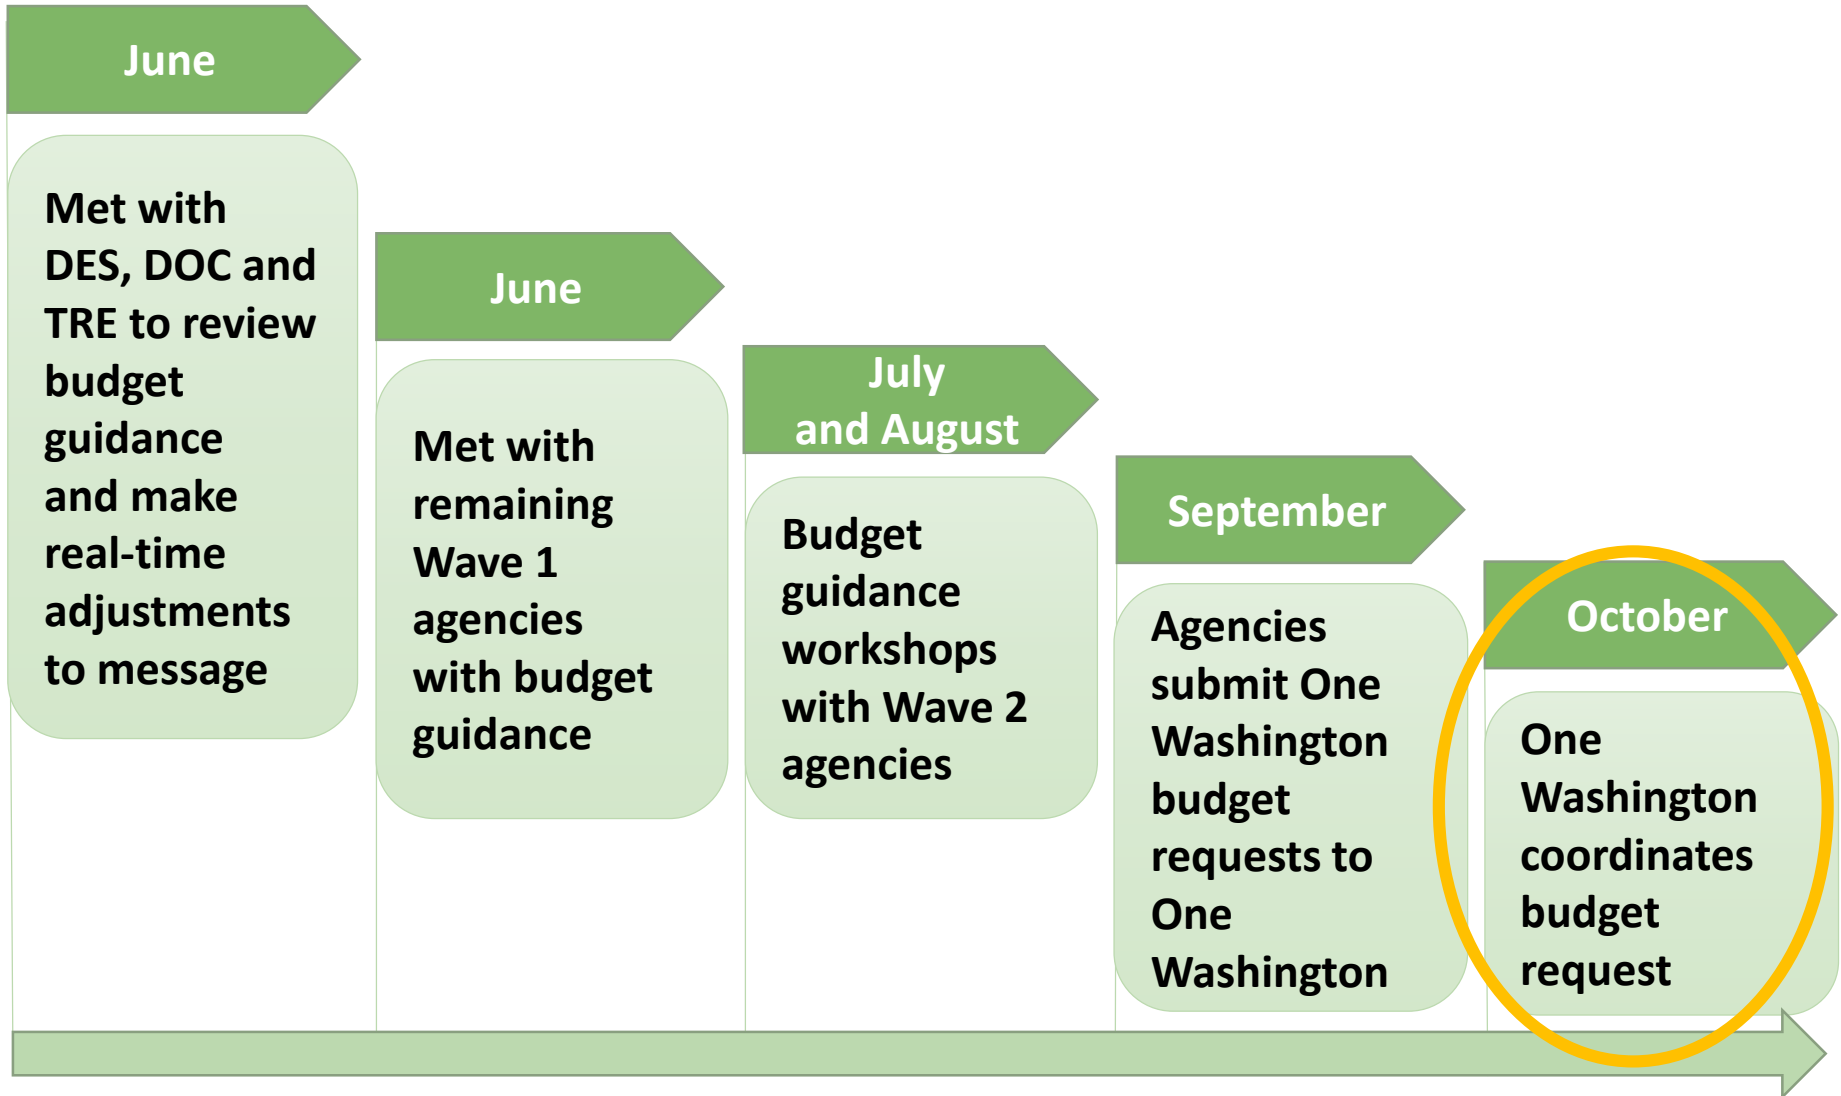 June
Met with
DES, DOC and
TRE to review
budget
guidance
and make
real-time
adjustments
to message
June
Met with
remaining
Wave 1
agencies
with budget
guidance
July
and August
Budget
guidance
workshops
with Wave 2
agencies
September
Agencies
submit One
Washington
budget
requests to
One
Washington
October
One
Washington
coordinates
budget
request